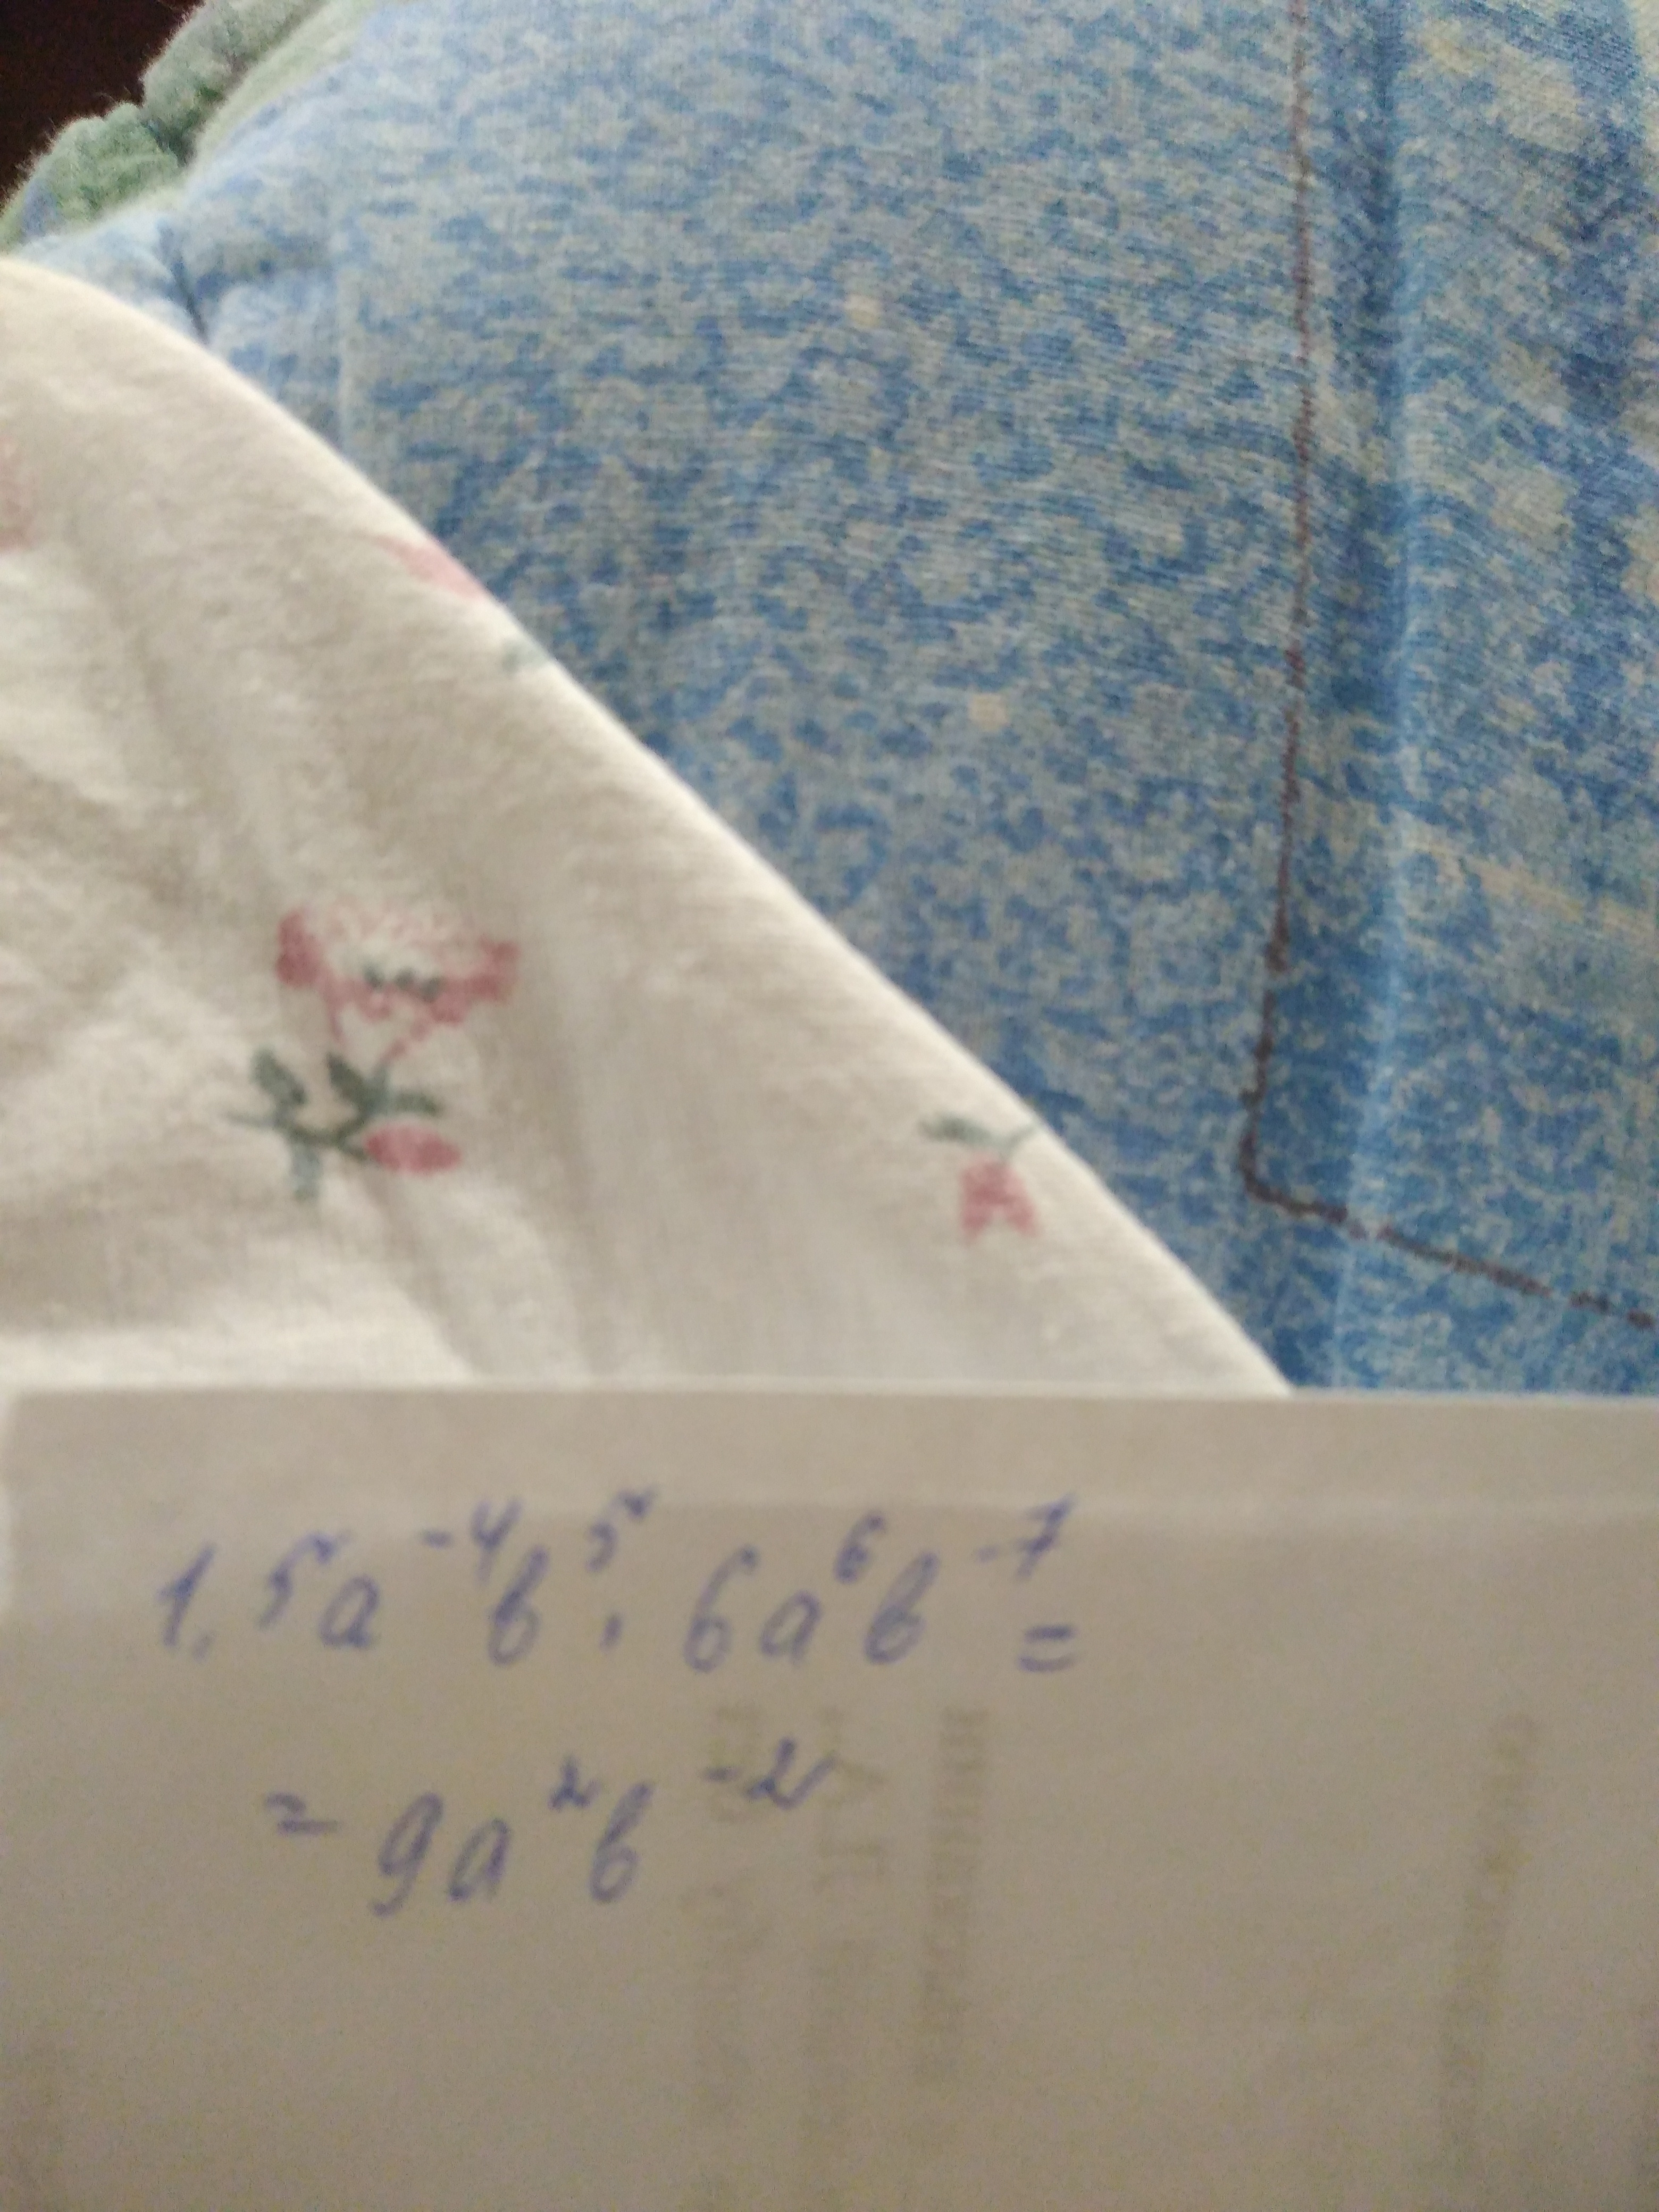 1,5a⁻⁴b⁵ · 6a⁶b⁻⁷ =
= 9a²b⁻²